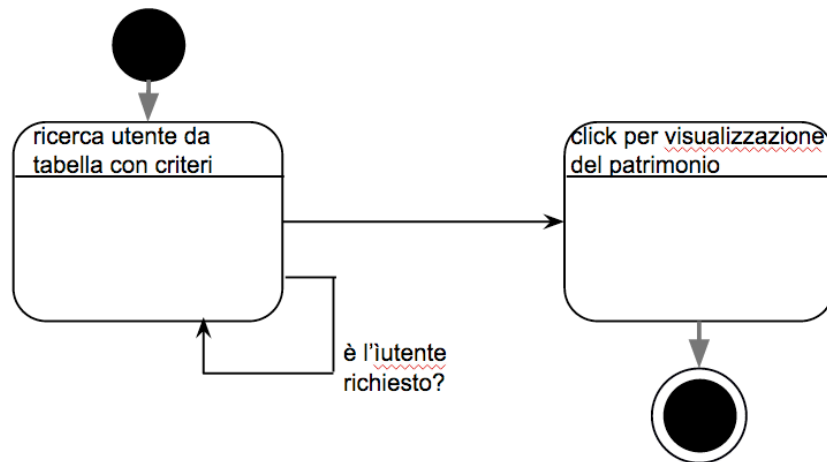 ricerca utente da
tabella con criteri
click per visualizzazione
del patrimonio
è l'ìutente
richiesto?